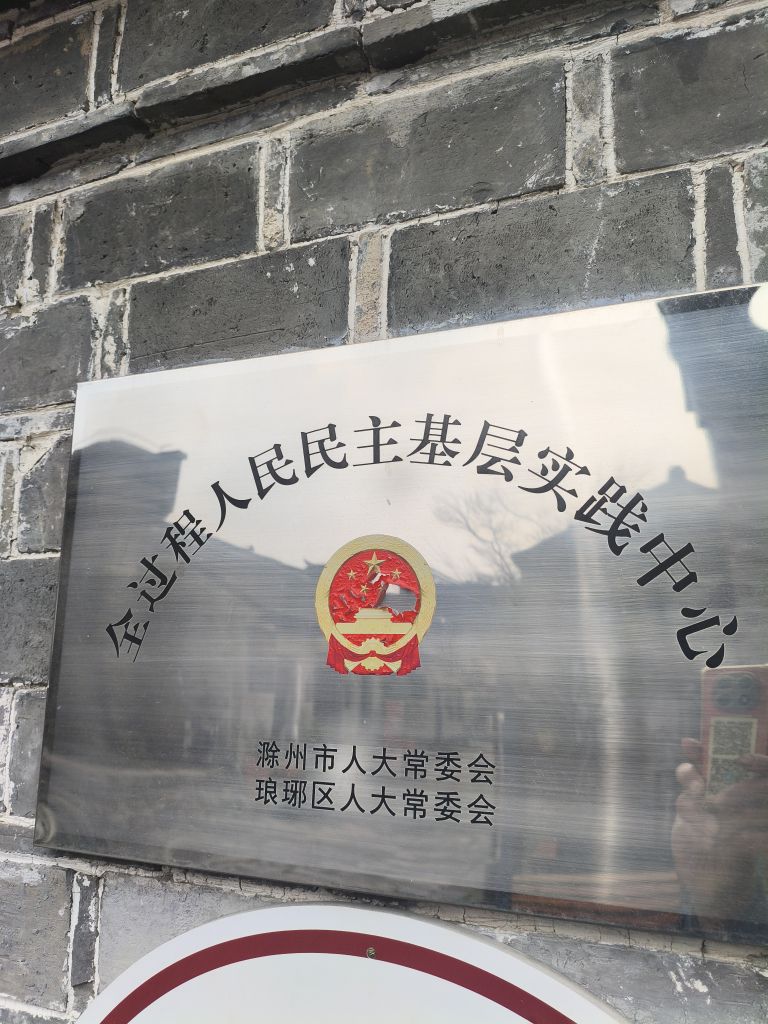 全过程人民民主基层实践中心
滁州市人大常委会
琅琊区人大常委会